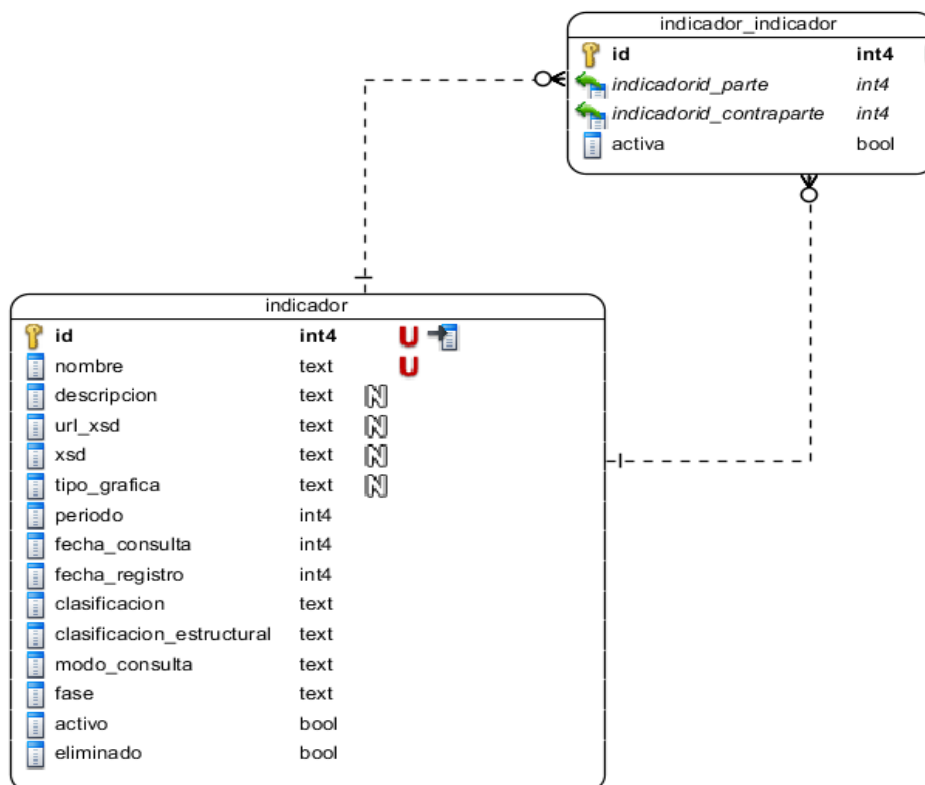 indicador_indicador
id int4
indicadorid_parte int4
indicadorid_contraparte int4
activa bool
indicador
id int4 U
nombre text U
descripcion text N
url_xsd text N
xsd text N
tipo_grafica text N
periodo int4
fecha_consulta int4
fecha_registro int4
clasificacion text
clasificacion_estructural text
modo_consulta text
fase text
activo bool
eliminado bool